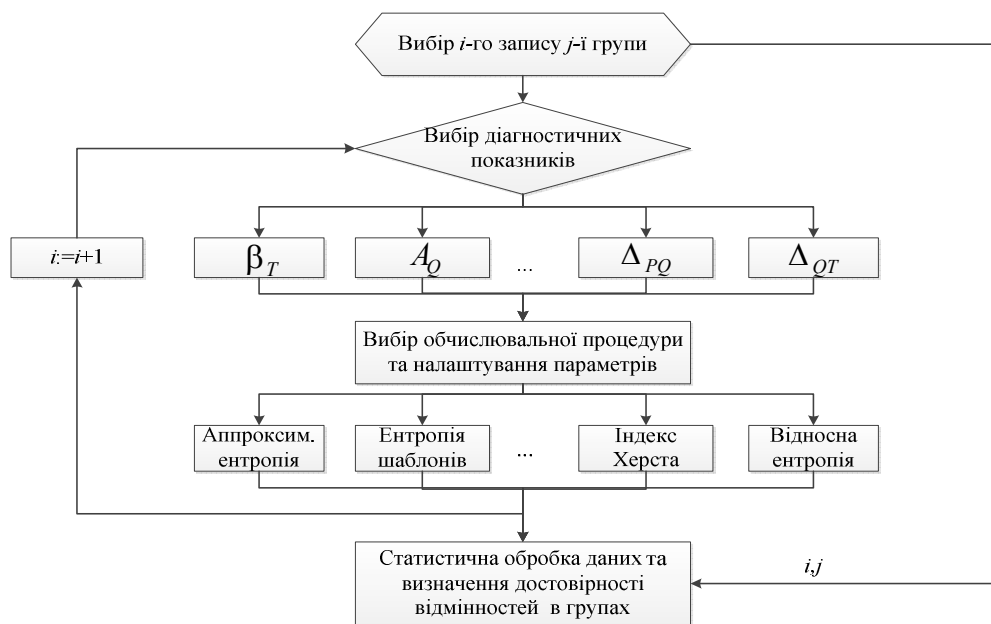 Вибір i-го запису j-ї групи
Вибір діагностичних
показників
i:=i+1
β_T
A_Q
...
Δ_PQ
Δ_QT
Вибір обчислювальної процедури
та налаштування параметрів
Аппроксим.
ентропія
Ентропія
шаблонів
...
Індекс
Херста
Відносна
ентропія
Статистична обробка даних та
визначення достовірності
відмінностей в групах
i,j